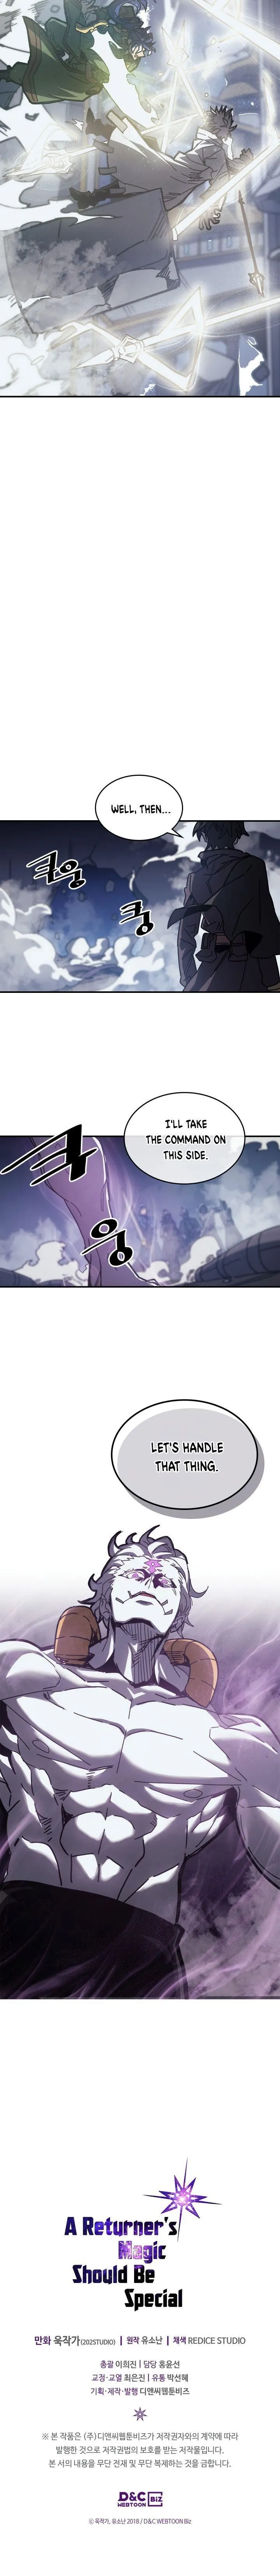 WELL, THEN...
쿠웅
쿵
I'LL TAKE
THE COMMAND ON
THIS SIDE.
쿠
웅
LET'S HANDLE
THAT THING.
A Returner's
Magic
Should Be
Special
만화 욱작가(202STUDIO) | 원작 유소난 | 채색 REDICE STUDIO
총괄 이희진 | 담당 홍윤선
교정·교열 최은진 | 유통 박선혜
기획·제작·발행 디앤씨웹툰비즈
※ 본 작품은 (주)디앤씨웹툰비즈가 저작권자와의 계약에 따라
발행한 것으로 저작권법의 보호를 받는 저작물입니다.
본 서의 내용을 무단 전재 및 무단 복제하는 것을 금합니다.
D&C
WEBTOON Biz
ⓒ 욱작가, 유소난 2018 / D&C WEBTOON Biz